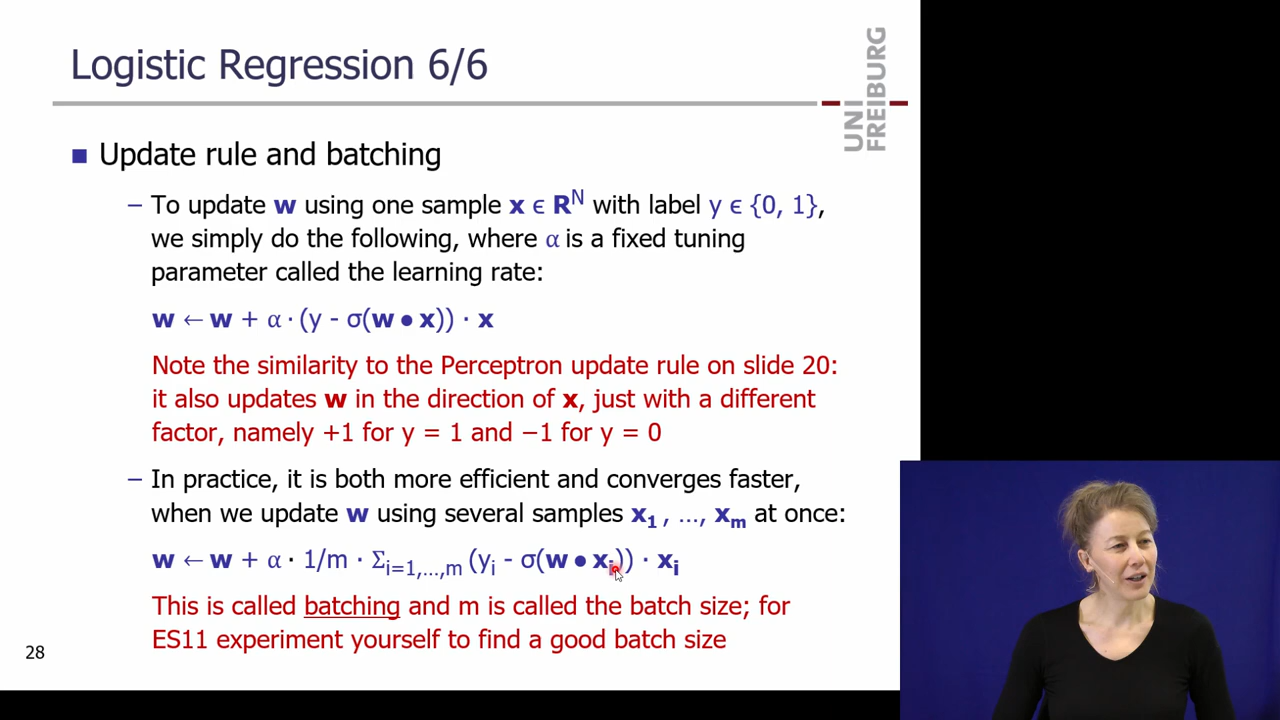 Logistic Regression 6/6
UNI
FREIBURG
Update rule and batching
– To update w using one sample x ϵ R^N with label y ϵ {0, 1},
we simply do the following, where α is a fixed tuning
parameter called the learning rate:
w ← w + α · (y - σ(w • x)) · x
Note the similarity to the Perceptron update rule on slide 20:
it also updates w in the direction of x, just with a different
factor, namely +1 for y = 1 and −1 for y = 0
– In practice, it is both more efficient and converges faster,
when we update w using several samples x₁ , …, xₘ at once:
w ← w + α · 1/m · Σ_{i=1,…,m} (yᵢ - σ(w • xᵢ)) · xᵢ
This is called batching and m is called the batch size; for
ES11 experiment yourself to find a good batch size
28